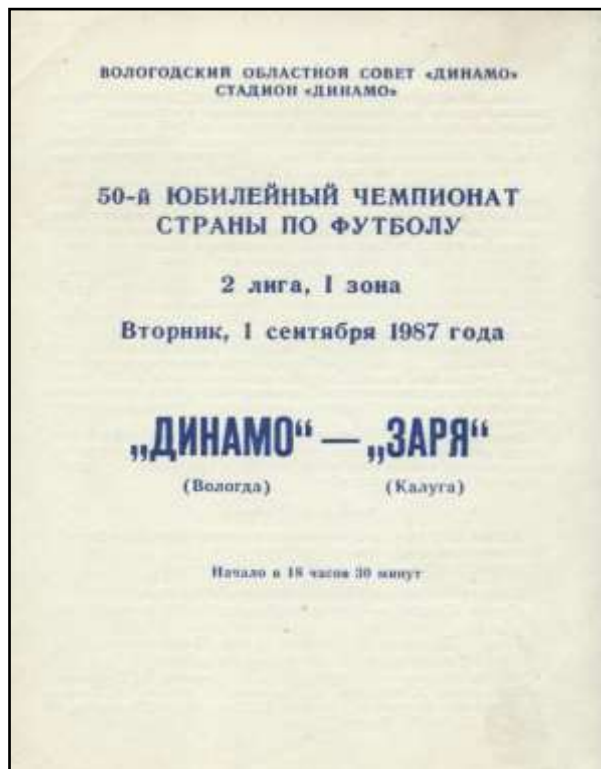 ВОЛОГОДСКИЙ ОБЛАСТНОЙ СОВЕТ «ДИНАМО»
СТАДИОН «ДИНАМО»
50-й ЮБИЛЕЙНЫЙ ЧЕМПИОНАТ
СТРАНЫ ПО ФУТБОЛУ
2 лига, I зона
Вторник, 1 сентября 1987 года
„ДИНАМО“ — „ЗАРЯ“
(Вологда) (Калуга)
Начало в 18 часов 30 минут